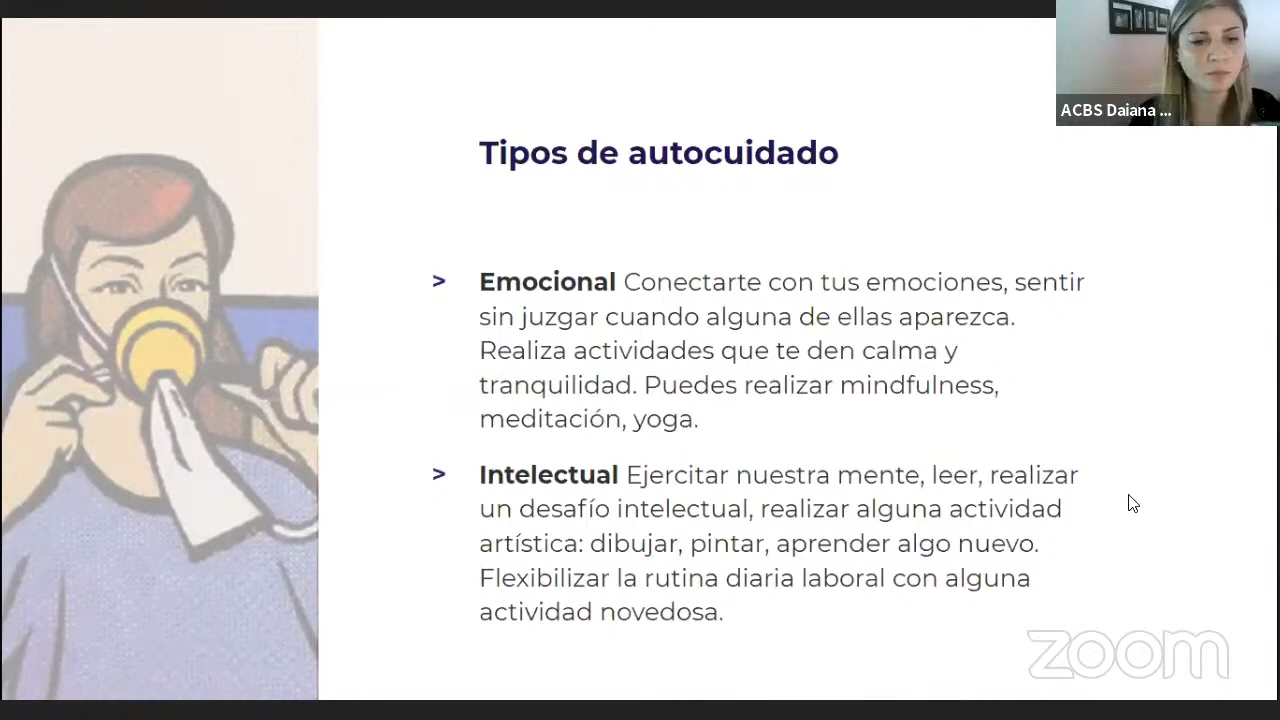 ACBS Daiana ...
Tipos de autocuidado
> Emocional Conectarte con tus emociones, sentir
sin juzgar cuando alguna de ellas aparezca.
Realiza actividades que te den calma y
tranquilidad. Puedes realizar mindfulness,
meditación, yoga.
> Intelectual Ejercitar nuestra mente, leer, realizar
un desafío intelectual, realizar alguna actividad
artística: dibujar, pintar, aprender algo nuevo.
Flexibilizar la rutina diaria laboral con alguna
actividad novedosa.
zoom